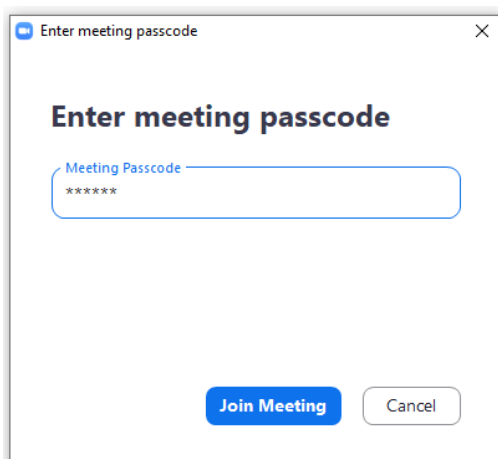 Enter meeting passcode
Enter meeting passcode
Meeting Passcode
******
Join Meeting
Cancel